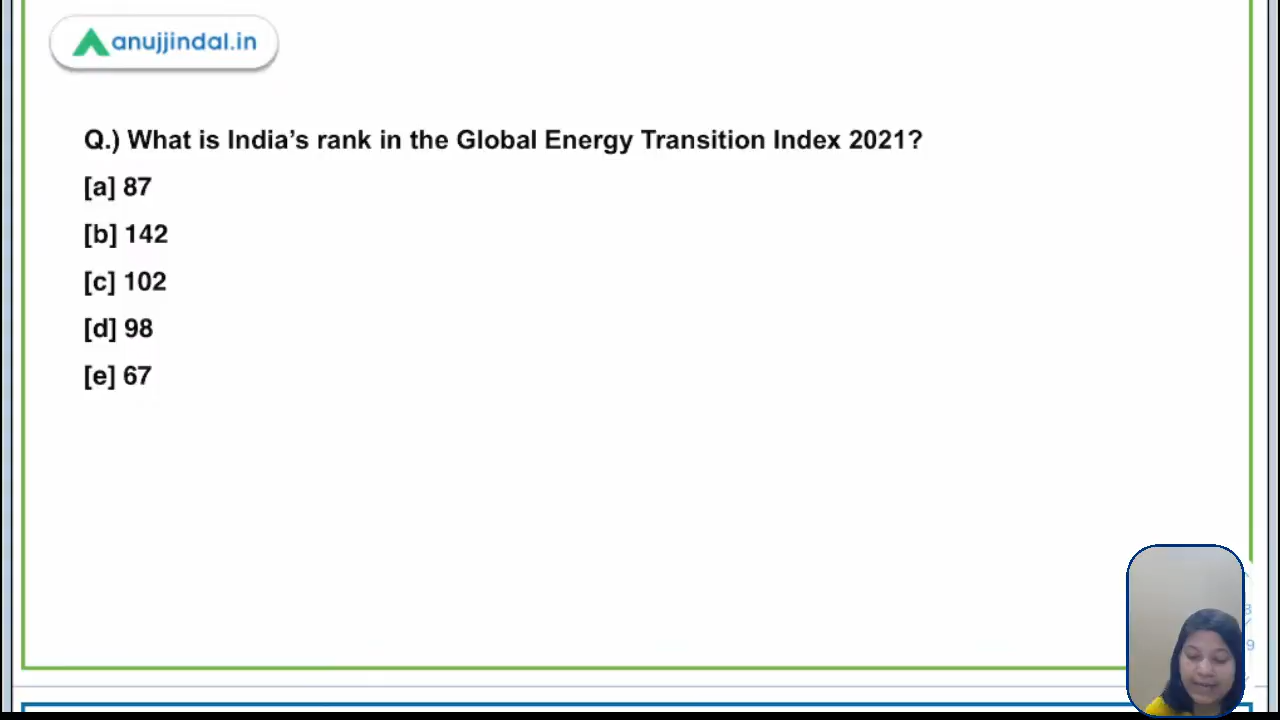 anujjindal.in
Q.) What is India’s rank in the Global Energy Transition Index 2021?
[a] 87
[b] 142
[c] 102
[d] 98
[e] 67